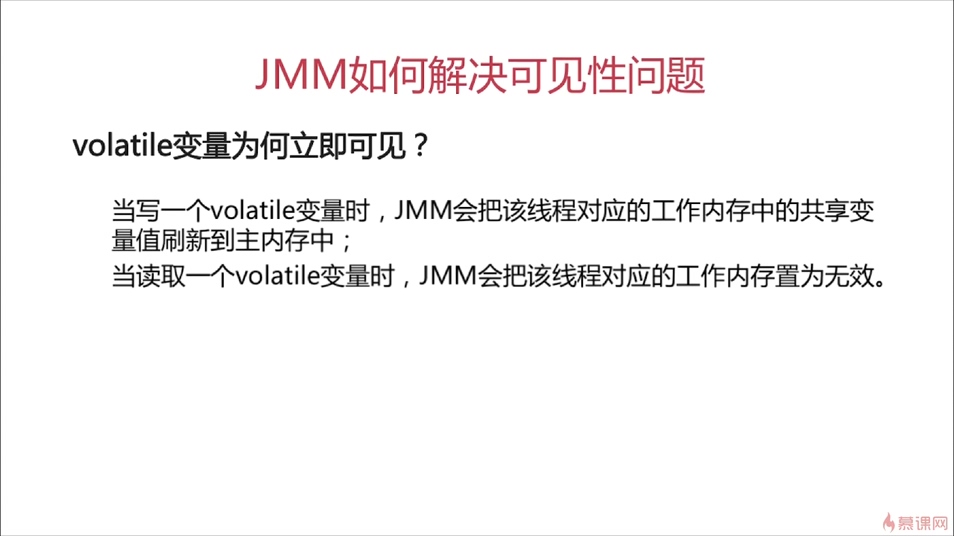 JMM如何解决可见性问题
volatile变量为何立即可见？
当写一个volatile变量时，JMM会把该线程对应的工作内存中的共享变
量值刷新到主内存中；
当读取一个volatile变量时，JMM会把该线程对应的工作内存置为无效。
慕课网